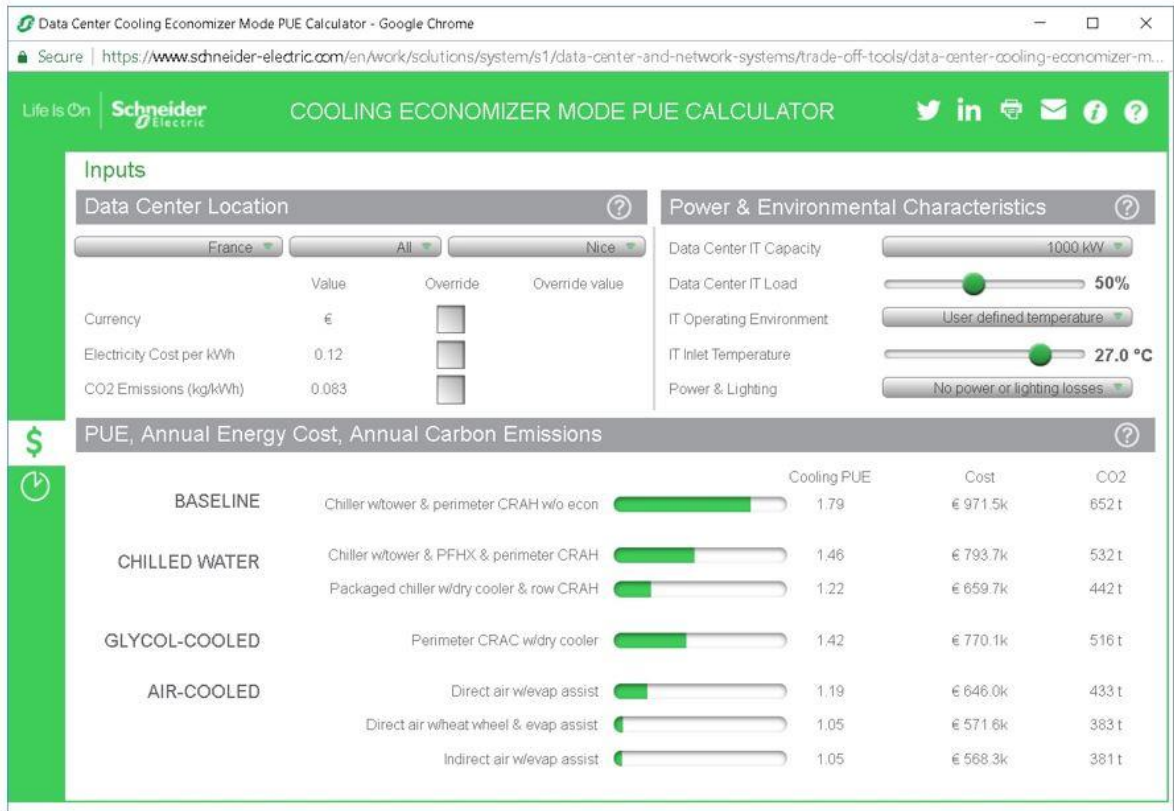 Data Center Cooling Economizer Mode PUE Calculator - Google Chrome
Secure | https://www.schneider-electric.com/en/work/solutions/system/s1/data-center-and-network-systems/trade-off-tools/data-center-cooling-economizer-m...
Life Is On | Schneider Electric COOLING ECONOMIZER MODE PUE CALCULATOR
Inputs
Data Center Location
France All Nice
Value Override Override value
Currency €
Electricity Cost per kWh 0.12
CO2 Emissions (kg/kWh) 0.083
Power & Environmental Characteristics
Data Center IT Capacity 1000 kW
Data Center IT Load 50%
IT Operating Environment User defined temperature
IT Inlet Temperature 27.0 °C
Power & Lighting No power or lighting losses
PUE, Annual Energy Cost, Annual Carbon Emissions
Cooling PUE Cost CO2
BASELINE Chiller w/tower & perimeter CRAH w/o econ 1.79 € 971.5k 652 t
CHILLED WATER Chiller w/tower & PFHX & perimeter CRAH 1.46 € 793.7k 532 t
Packaged chiller w/dry cooler & row CRAH 1.22 € 659.7k 442 t
GLYCOL-COOLED Perimeter CRAC w/dry cooler 1.42 € 770.1k 516 t
AIR-COOLED Direct air w/evap assist 1.19 € 646.0k 433 t
Direct air w/heat wheel & evap assist 1.05 € 571.6k 383 t
Indirect air w/evap assist 1.05 € 568.3k 381 t